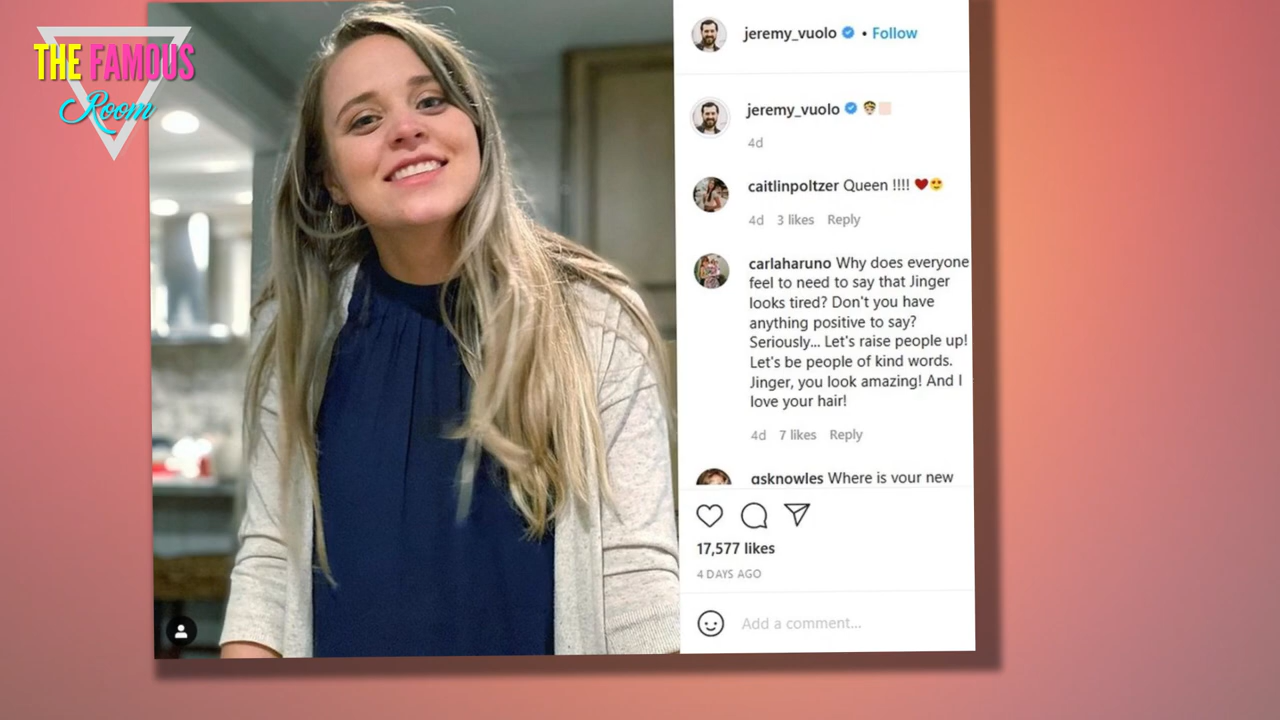 THE FAMOUS
Room
jeremy_vuolo • Follow
jeremy_vuolo
4d
caitlinpoltzer Queen !!!! ❤️😍
4d 3 likes Reply
carlaharuno Why does everyone
feel to need to say that Jinger
looks tired? Don't you have
anything positive to say?
Seriously... Let's raise people up!
Let's be people of kind words.
Jinger, you look amazing! And I
love your hair!
4d 7 likes Reply
asknowles Where is your new
17,577 likes
4 DAYS AGO
Add a comment...